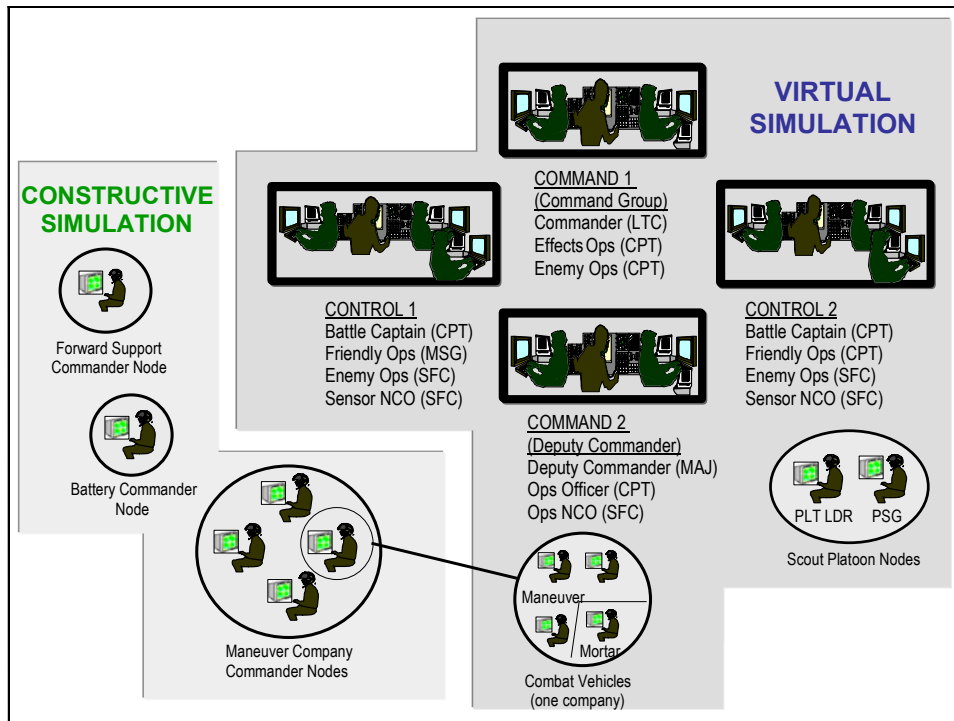 VIRTUAL
SIMULATION
CONSTRUCTIVE
SIMULATION
COMMAND 1
(Command Group)
Commander (LTC)
Effects Ops (CPT)
Enemy Ops (CPT)
CONTROL 1
Battle Captain (CPT)
Friendly Ops (MSG)
Enemy Ops (SFC)
Sensor NCO (SFC)
CONTROL 2
Battle Captain (CPT)
Friendly Ops (CPT)
Enemy Ops (SFC)
Sensor NCO (SFC)
Forward Support
Commander Node
COMMAND 2
(Deputy Commander)
Deputy Commander (MAJ)
Ops Officer (CPT)
Ops NCO (SFC)
Battery Commander
Node
PLT LDR
PSG
Scout Platoon Nodes
Maneuver
Mortar
Maneuver Company
Commander Nodes
Combat Vehicles
(one company)